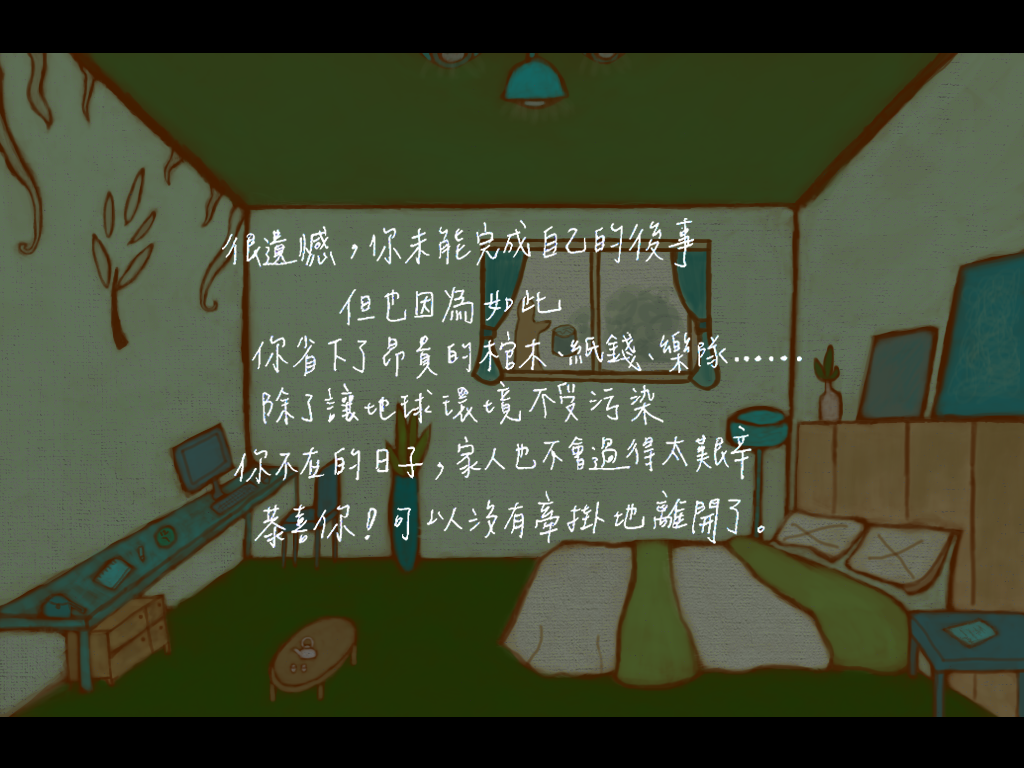 很遺憾，你未能完成自己的後事
但也因為如此
你省下了昂貴的棺木、紙錢、樂隊......
除了讓地球環境不受污染
你不在的日子，家人也不會過得太艱辛
恭喜你！可以沒有牽掛地離開了。